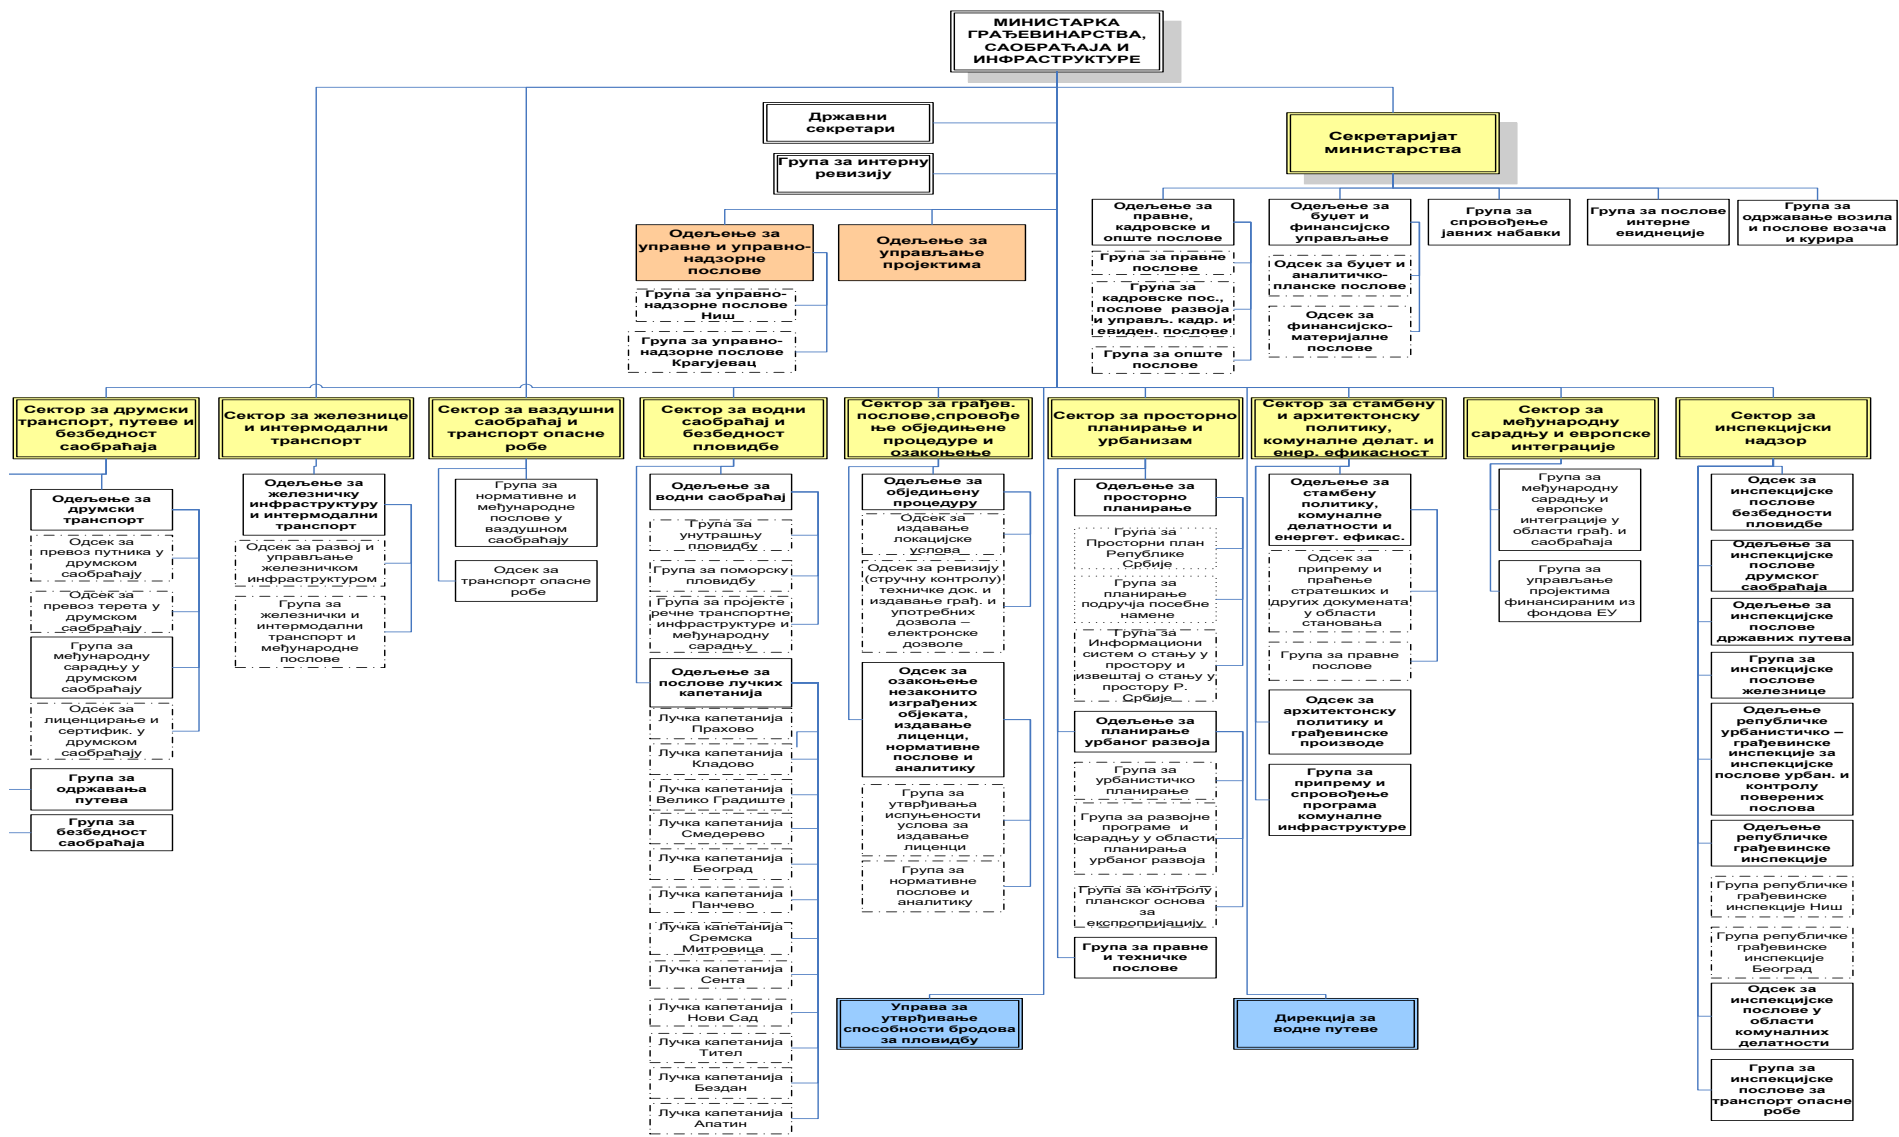 МИНИСТАРКА
ГРАЂЕВИНАРСТВА,
САОБРАЋАЈА И
ИНФРАСТРУКТУРЕ
Државни
секретари
Група за интерну
ревизију
Секретаријат
министарства
Одељење за
управне и управно-
надзорне
послове
Група за управно-
надзорне послове
Ниш
Група за управно-
надзорне послове
Крагујевац
Одељење за
управљање
пројектима
Одељење за
правне,
кадровске и
опште послове
Група за правне
послове
Група за
кадровске пос.,
послове развоја
и управљ. кадр. и
евиден. послове
Група за опште
послове
Одељење за
буџет и
финансијско
управљање
Одсек за буџет и
аналитичко-
планске послове
Одсек за
финансијско-
материјалне
послове
Група за
спровођење
јавних набавки
Група за послове
интерне
евиднеције
Група за
одржавање возила
и послове возача
и курира
Сектор за друмски
транспорт, путеве и
безбедност
саобраћаја
Одељење за
друмски
транспорт
Одсек за
превоз путника у
друмском
саобраћају
Одсек за
превоз терета у
друмском
саобраћају
Група за
међународну
сарадњу у
друмском
саобраћају
Одсек за
лиценцирање и
сертифик. у
друмском
саобраћају
Група за
одржавања
путева
Група за
безбедност
саобраћаја
Сектор за железнице
и интермодални
транспорт
Одељење за
железничку
инфраструктуру
и интермодални
транспорт
Одсек за развој и
управљање
железничком
инфраструктуром
Група за
железнички и
интермодални
транспорт и
међународне
послове
Сектор за ваздушни
саобраћај и
транспорт опасне
робе
Група за
нормативне и
међународне
послове у
ваздушном
саобраћају
Одсек за
транспорт опасне
робе
Сектор за водни
саобраћај и
безбедност
пловидбе
Одељење за
водни саобраћај
Група за
унутрашњу
пловидбу
Група за поморску
пловидбу
Група за пројекте
речне транспортне
инфраструктуре и
међународну
сарадњу
Одељење за
послове лучких
капетанија
Лучка капетанија
Прахово
Лучка капетанија
Кладово
Лучка капетанија
Велико Градиште
Лучка капетанија
Смедерево
Лучка капетанија
Београд
Лучка капетанија
Панчево
Лучка капетанија
Сремска
Митровица
Лучка капетанија
Сента
Лучка капетанија
Нови Сад
Лучка капетанија
Тител
Лучка капетанија
Бездан
Лучка капетанија
Апатин
Сектор за грађев.
послове,спровође
ње обједињене
процедуре и
озакоњење
Одељење за
обједињену
процедуру
Одсек за
издавање
локацијске
услова
Одсек за ревизију
(стручну контролу)
техничке док. и
издавање грађ. и
употребних
дозвола –
електронске
дозволе
Одсек за
озакоњење
незаконито
изграђених
објеката,
издавање
лиценци,
нормативне
послове и
аналитику
Група за
утврђивања
испуњености
услова за
издавање
лиценци
Група за
нормативне
послове и
аналитику
Сектор за просторно
планирање и
урбанизам
Одељење за
просторно
планирање
Група за
Просторни план
Републике
Србије
Група за
планирање
подручја посебне
намене
Група за
Информациони
систем о стању у
простору и
извештај о стању у
простору Р.
Србије
Одељење за
планирање
урбаног развоја
Група за
урбанистичко
планирање
Група за развојне
програме и
сарадњу у области
планирања
урбаног развоја
Група за контролу
планског основа
за
експропријацију
Група за правне
и техничке
послове
Сектор за стамбену
и архитектонску
политику,
комуналне делат. и
енер. ефикасност
Одељење за
стамбену
политику,
комуналне
делатности и
енергет. ефикас.
Одсек за
припрему и
праћење
стратешких и
других докумената
у области
становања
Група за правне
послове
Одсек за
архитектонску
политику и
грађевинске
производе
Група за
припрему и
спровођење
програма
комуналне
инфраструктуре
Сектор за
међународну
сарадњу и европске
интеграције
Група за
међународну
сарадњу и
европске
интеграције у
области грађ. и
саобраћаја
Група за
управљање
пројектима
финансираним из
фондова ЕУ
Сектор за
инспекцијски
надзор
Одсек за
инспекцијске
послове
безбедности
пловидбе
Одељење за
инспекцијске
послове
друмског
саобраћаја
Одељење за
инспекцијске
послове
државних путева
Група за
инспекцијске
послове
железнице
Одељење
републичке
урбанистичко –
грађевинске
инспекције за
инспекцијске
послове урбан. и
контролу
поверених
послова
Одељење
републичке
грађевинске
инспекције
Група републичке
грађевинске
инспекције Ниш
Група републичке
грађевинске
инспекције
Београд
Одсек за
инспекцијске
послове у
области
комуналних
делатности
Група за
инспекцијске
послове за
транспорт опасне
робе
Управа за
утврђивање
способности бродова
за пловидбу
Дирекција за
водне путеве